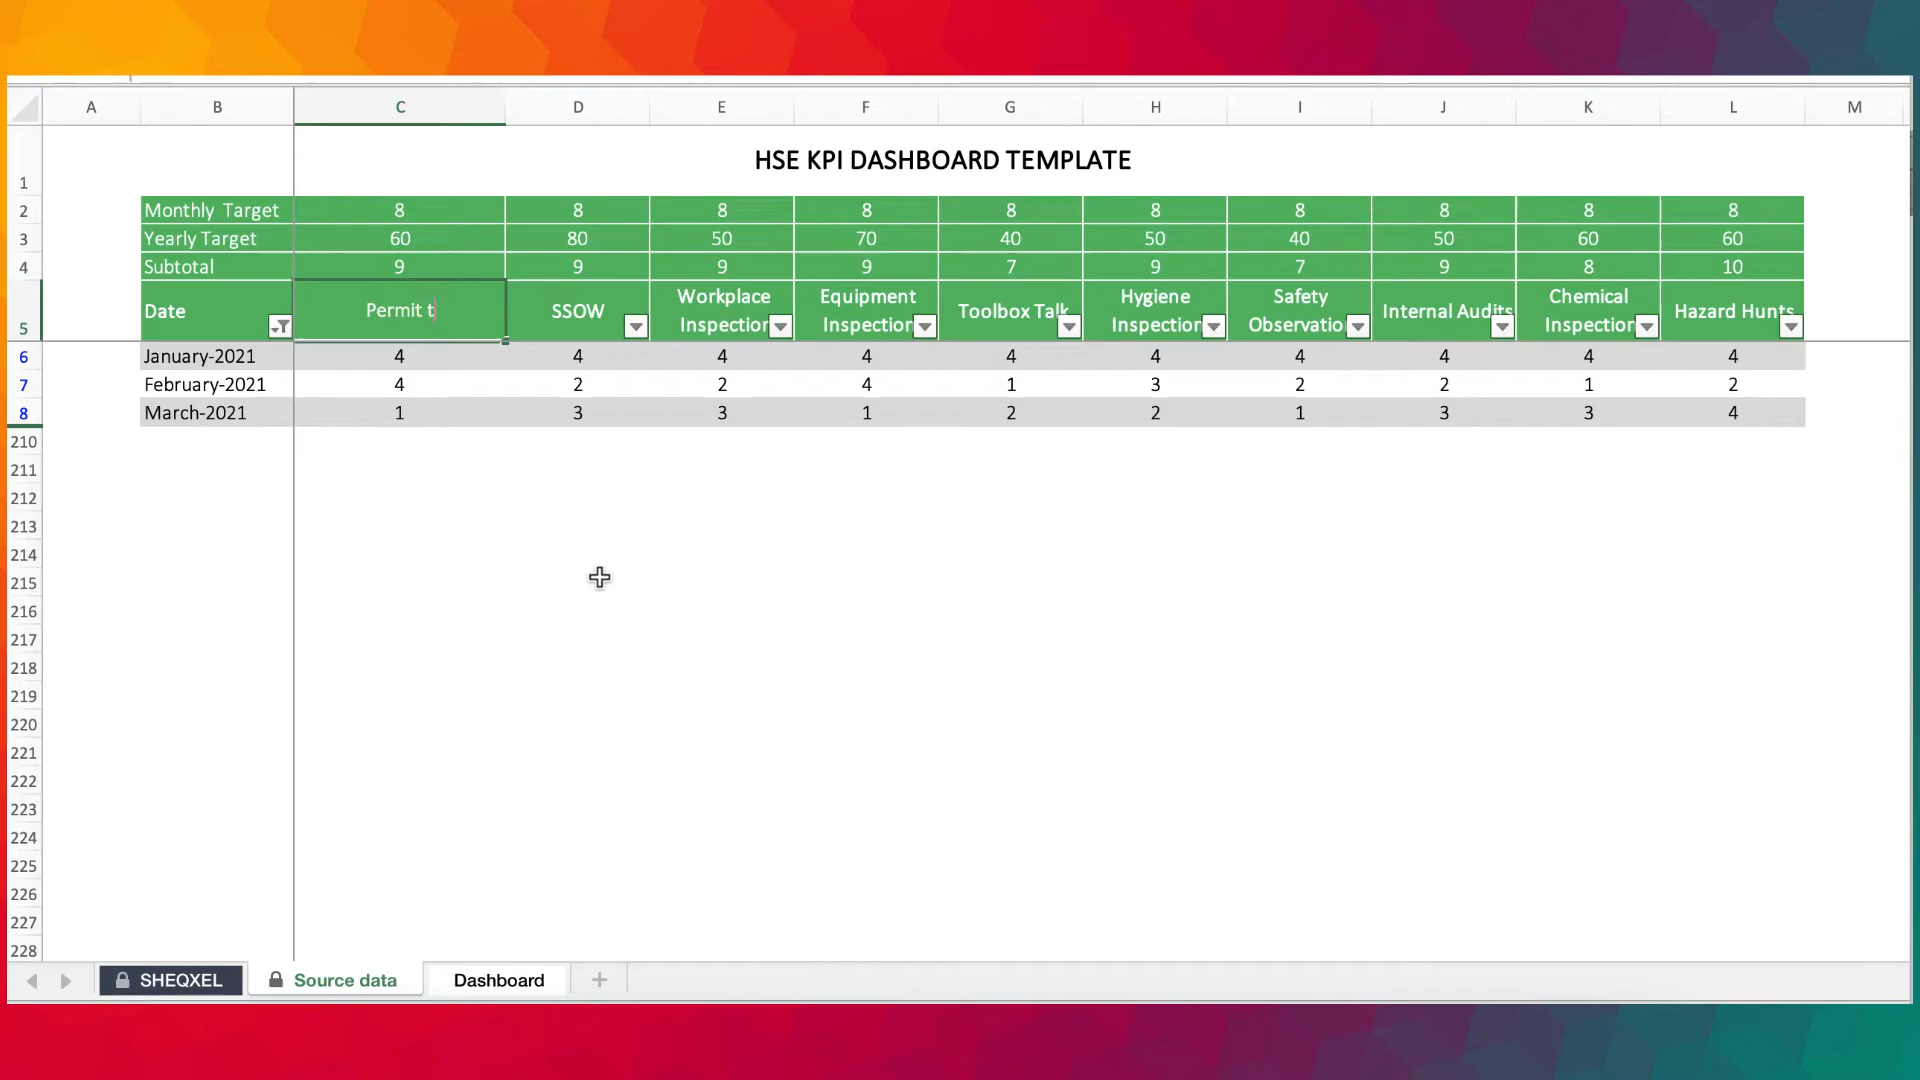 A B C D E F G H I J K L M
1 HSE KPI DASHBOARD TEMPLATE
2 Monthly Target 8 8 8 8 8 8 8 8 8 8
3 Yearly Target 60 80 50 70 40 50 40 50 60 60
4 Subtotal 9 9 9 9 7 9 7 9 8 10
5 Date Permit t SSOW Workplace Inspection Equipment Inspection Toolbox Talk Hygiene Inspection Safety Observatio Internal Audits Chemical Inspection Hazard Hunts
6 January-2021 4 4 4 4 4 4 4 4 4 4
7 February-2021 4 2 2 4 1 3 2 2 1 2
8 March-2021 1 3 3 1 2 2 1 3 3 4
210
211
212
213
214
215
216
217
218
219
220
221
222
223
224
225
226
227
228
SHEQXEL Source data Dashboard +